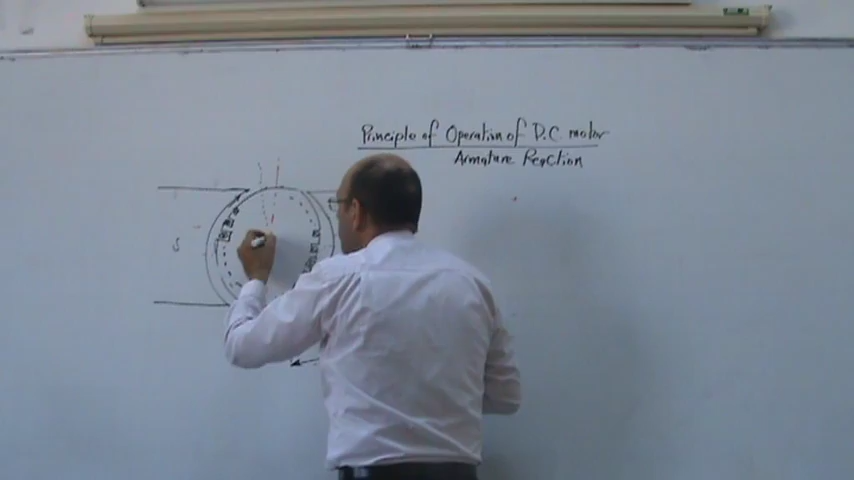 Principle of Operation of D.C. motor
Armature Reaction
S